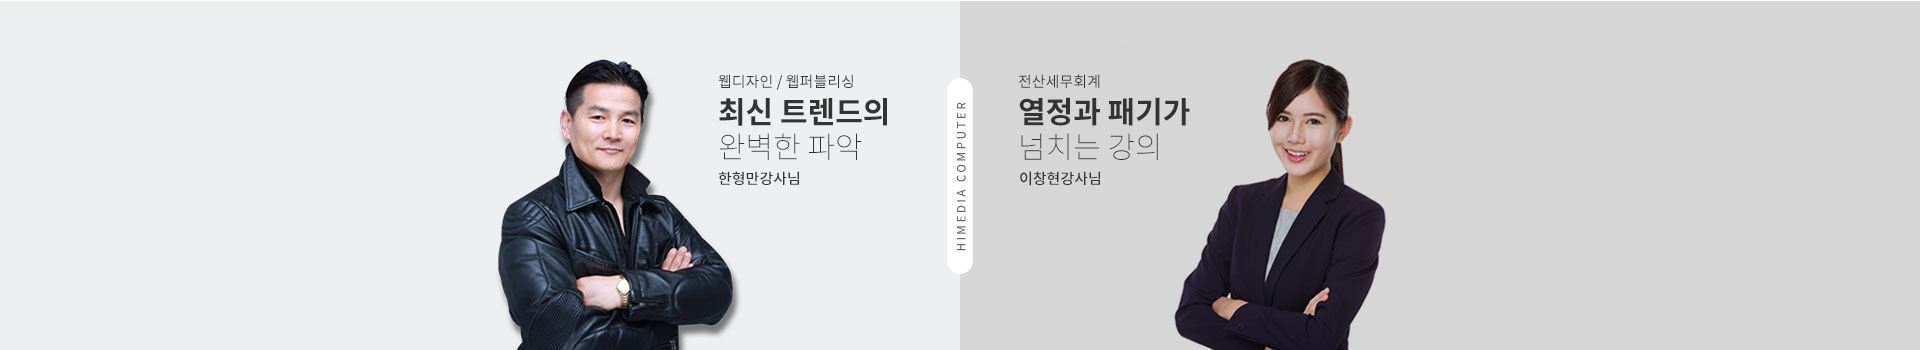 웹디자인 / 웹퍼블리싱
최신 트렌드의
완벽한 파악
한형만강사님
HIMEDIA COMPUTER
전산세무회계
열정과 패기가
넘치는 강의
이창현강사님